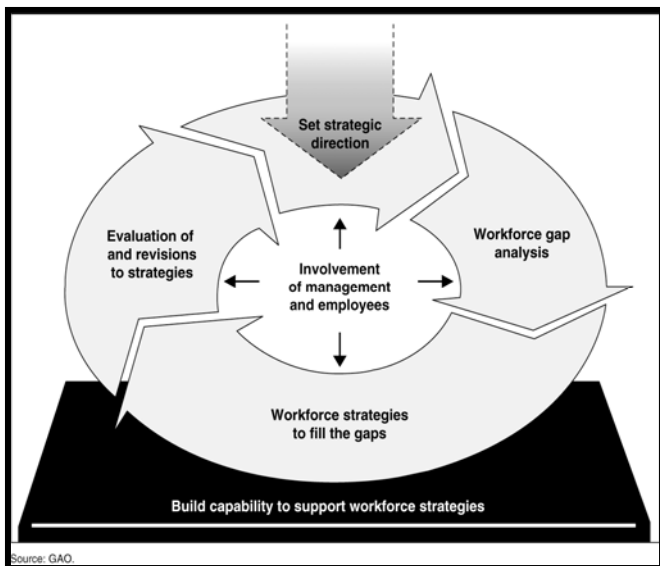 Set strategic
direction
Workforce gap
analysis
Evaluation of
and revisions
to strategies
Involvement
of management
and employees
Workforce strategies
to fill the gaps
Build capability to support workforce strategies
Source: GAO.